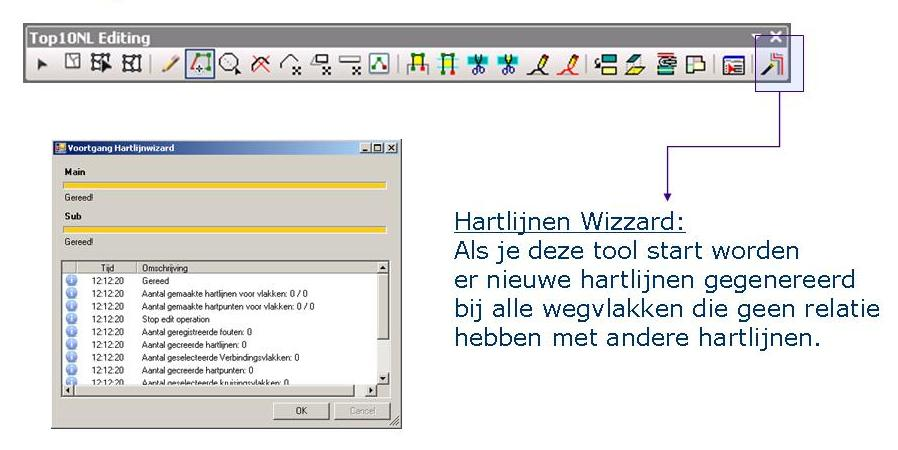 Top10NL Editing
Voortgang Hartlijnwizard
Main
Gereed!
Sub
Gereed!
Tijd Omschrijving
12:12:20 Gereed
12:12:20 Aantal gemaakte hartlijnen voor vlakken: 0 / 0
12:12:20 Aantal gemaakte hartpunten voor vlakken: 0 / 0
12:12:20 Stop edit operation
12:12:20 Aantal geregistreerde fouten: 0
12:12:20 Aantal gecreerde hartlijnen: 0
12:12:20 Aantal geselecteerde Verbindingsvlakken: 0
12:12:20 Aantal gecreerde hartpunten: 0
12:12:20 Aantal geselecteerde kruisingsvlakken: 0
OK Cancel
Hartlijnen Wizzard:
Als je deze tool start worden
er nieuwe hartlijnen gegenereerd
bij alle wegvlakken die geen relatie
hebben met andere hartlijnen.